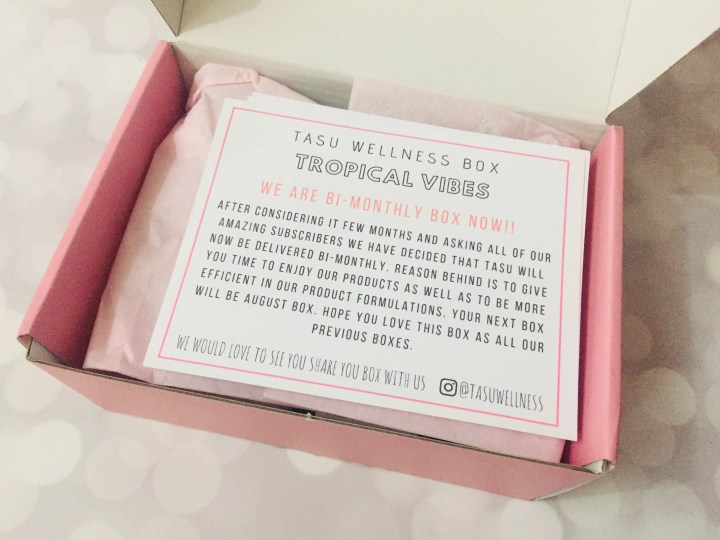 TASU WELLNESS BOX
TROPICAL VIBES
WE ARE BI-MONTHLY BOX NOW!!
AFTER CONSIDERING IT FEW MONTHS AND ASKING ALL OF OUR
AMAZING SUBSCRIBERS WE HAVE DECIDED THAT TASU WILL
NOW BE DELIVERED BI-MONTHLY. REASON BEHIND IS TO GIVE
YOU TIME TO ENJOY OUR PRODUCTS AS WELL AS TO BE MORE
EFFICIENT IN OUR PRODUCT FORMULATIONS. YOUR NEXT BOX
WILL BE AUGUST BOX. HOPE YOU LOVE THIS BOX AS ALL OUR
PREVIOUS BOXES.
WE WOULD LOVE TO SEE YOU SHARE YOU BOX WITH US @TASUWELLNESS